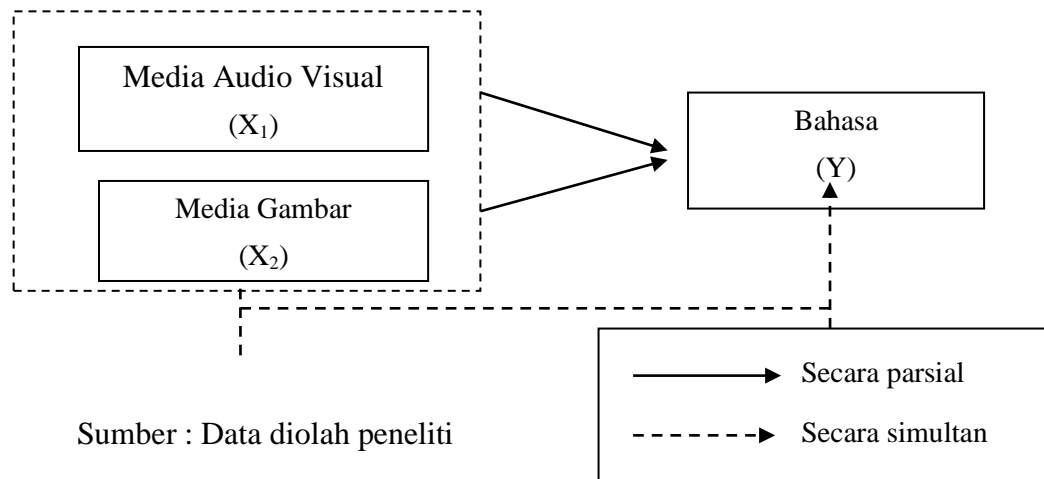 Media Audio Visual
(X₁)
Bahasa
(Y)
Media Gambar
(X₂)
Secara parsial
Sumber : Data diolah peneliti
Secara simultan